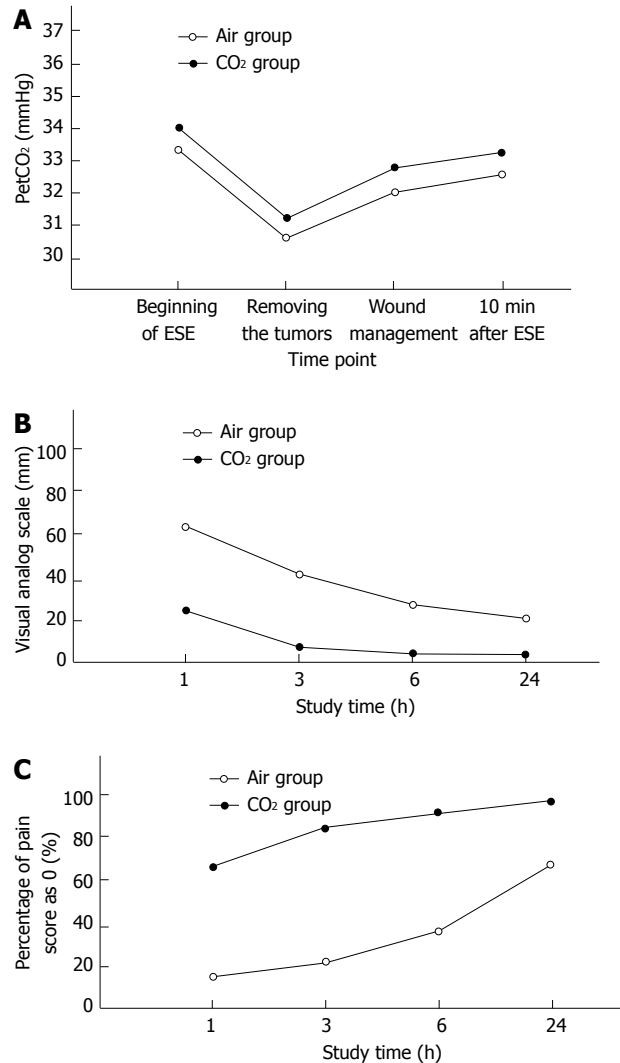 A
37
36
35
34
33
32
31
30
PetCO₂ (mmHg)
Air group
CO₂ group
Beginning of ESE
Removing the tumors
Wound management
10 min after ESE
Time point
B
100
80
60
40
20
0
Visual analog scale (mm)
Air group
CO₂ group
1 3 6 24
Study time (h)
C
100
80
60
40
20
0
Percentage of pain
score as 0 (%)
Air group
CO₂ group
1 3 6 24
Study time (h)